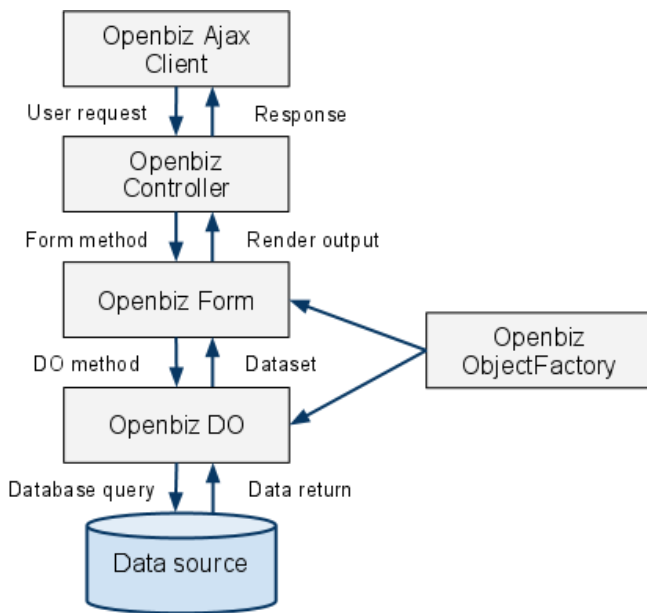 Openbiz Ajax
Client
User request
Response
Openbiz
Controller
Form method
Render output
Openbiz Form
Openbiz
ObjectFactory
DO method
Dataset
Openbiz DO
Database query
Data return
Data source